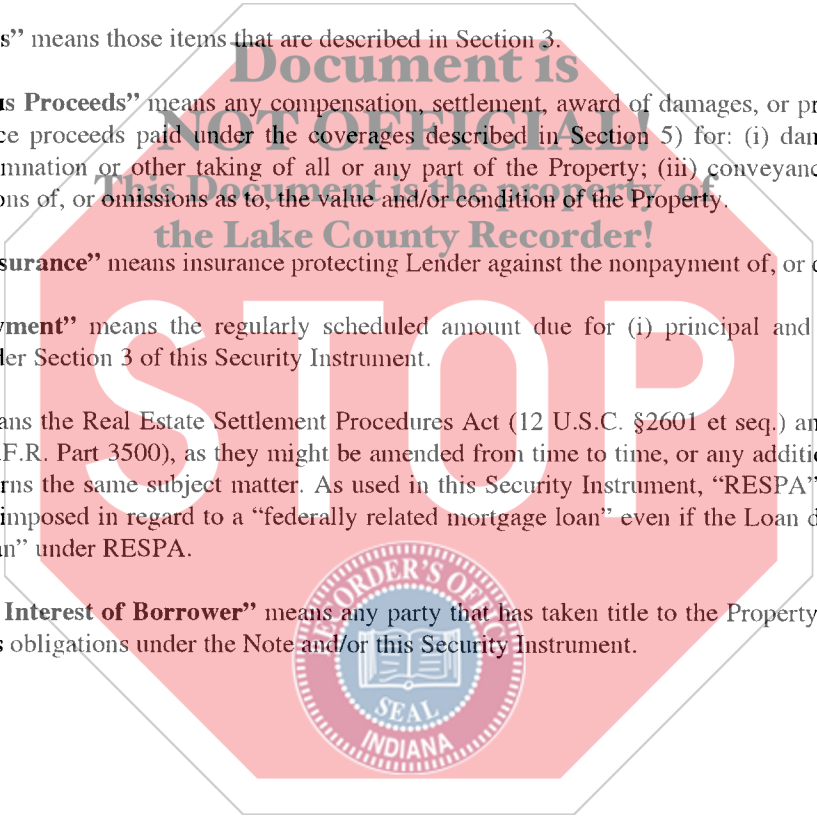 s” means those items that are described in Section 3.
Document is
us Proceeds” means any compensation, settlement, award of damages, or pr
NOT OFFICIAL!
ce proceeds paid under the coverages described in Section 5) for: (i) dam
mnation or other taking of all or any part of the Property; (iii) conveyanc
This Document is the property of
ons of, or omissions as to, the value and/or condition of the Property.
the Lake County Recorder!
surance” means insurance protecting Lender against the nonpayment of, or d
yment” means the regularly scheduled amount due for (i) principal and
der Section 3 of this Security Instrument.
STOP
ans the Real Estate Settlement Procedures Act (12 U.S.C. §2601 et seq.) an
.F.R. Part 3500), as they might be amended from time to time, or any additi
rns the same subject matter. As used in this Security Instrument, “RESPA”
imposed in regard to a “federally related mortgage loan” even if the Loan d
an” under RESPA.
RECORDER'S OFFICE
Interest of Borrower” means any party that has taken title to the Property
s obligations under the Note and/or this Security Instrument.
SEAL
INDIANA